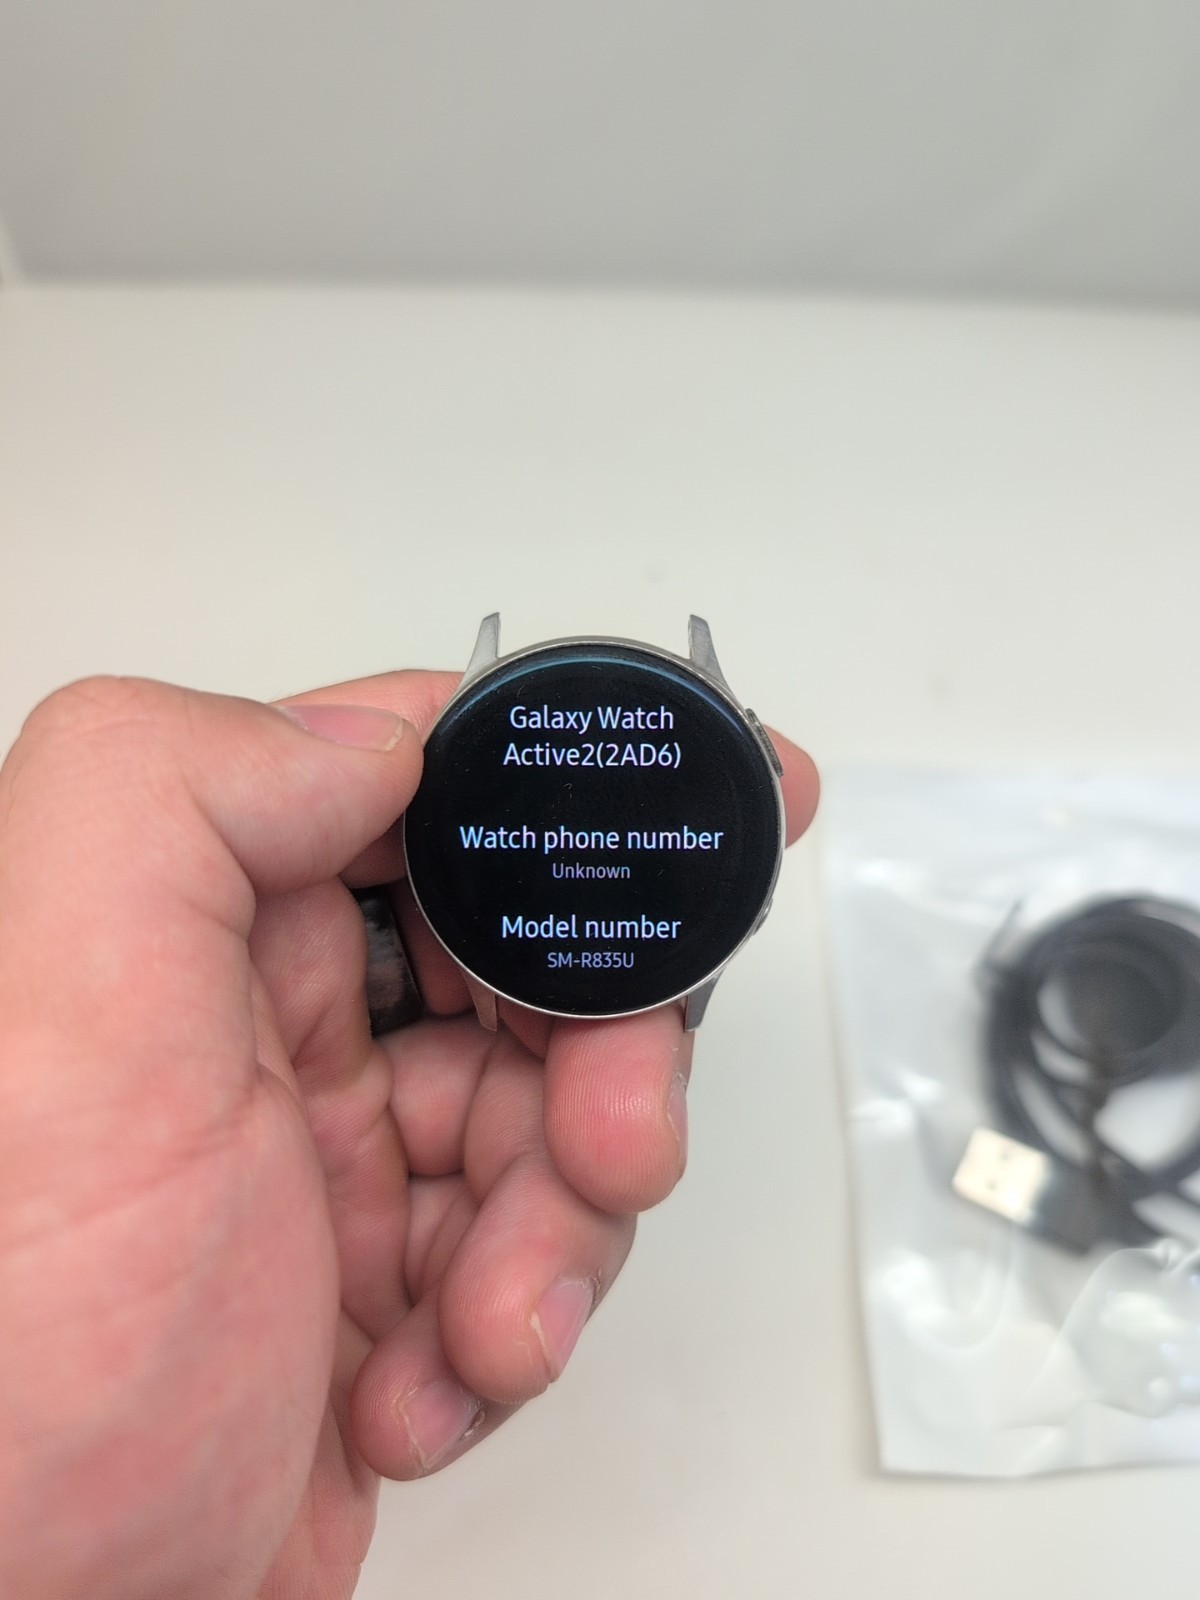 Galaxy Watch
Active2(2AD6)
Watch phone number
Unknown
Model number
SM-R835U